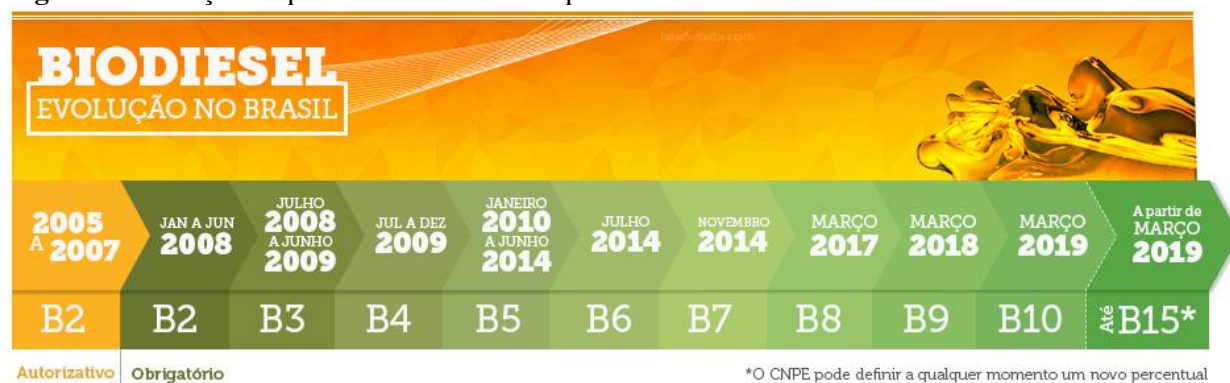 BIODIESEL
EVOLUÇÃO NO BRASIL
biodieselbr.com
2005
A 2007
JAN A JUN
2008
JULHO
2008
A JUNHO
2009
JUL A DEZ
2009
JANEIRO
2010
A JUNHO
2014
JULHO
2014
NOVEMBRO
2014
MARÇO
2017
MARÇO
2018
MARÇO
2019
A partir de
MARÇO
2019
B2
B2
B3
B4
B5
B6
B7
B8
B9
B10
Até B15*
Autorizativo
Obrigatório
*O CNPE pode definir a qualquer momento um novo percentual